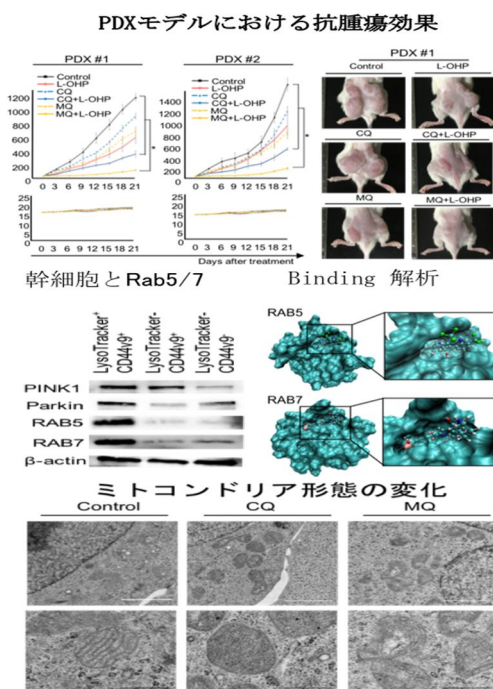 PDXモデルにおける抗腫瘍効果
PDX #1
PDX #2
PDX #1
Control
L-OHP
CQ
CQ+L-OHP
MQ
MQ+L-OHP
1200
1000
800
600
400
200
0
*
0 3 6 9 12 15 18 21
25
20
15
10
5
0
0 3 6 9 12 15 18 21
Control
L-OHP
CQ
CQ+L-OHP
MQ
MQ+L-OHP
1400
1200
1000
800
600
400
200
0
*
0 3 6 9 12 15 18 21
25
20
15
10
5
0
0 3 6 9 12 15 18 21
Days after treatment
Control
L-OHP
CQ
CQ+L-OHP
MQ
MQ+L-OHP
幹細胞とRab5/7
Binding 解析
LysoTracker+
CD44v9+
LysoTracker-
CD44v9+
LysoTracker-
CD44v9-
PINK1
Parkin
RAB5
RAB7
β-actin
RAB5
RAB7
ミトコンドリア形態の変化
Control
CQ
MQ